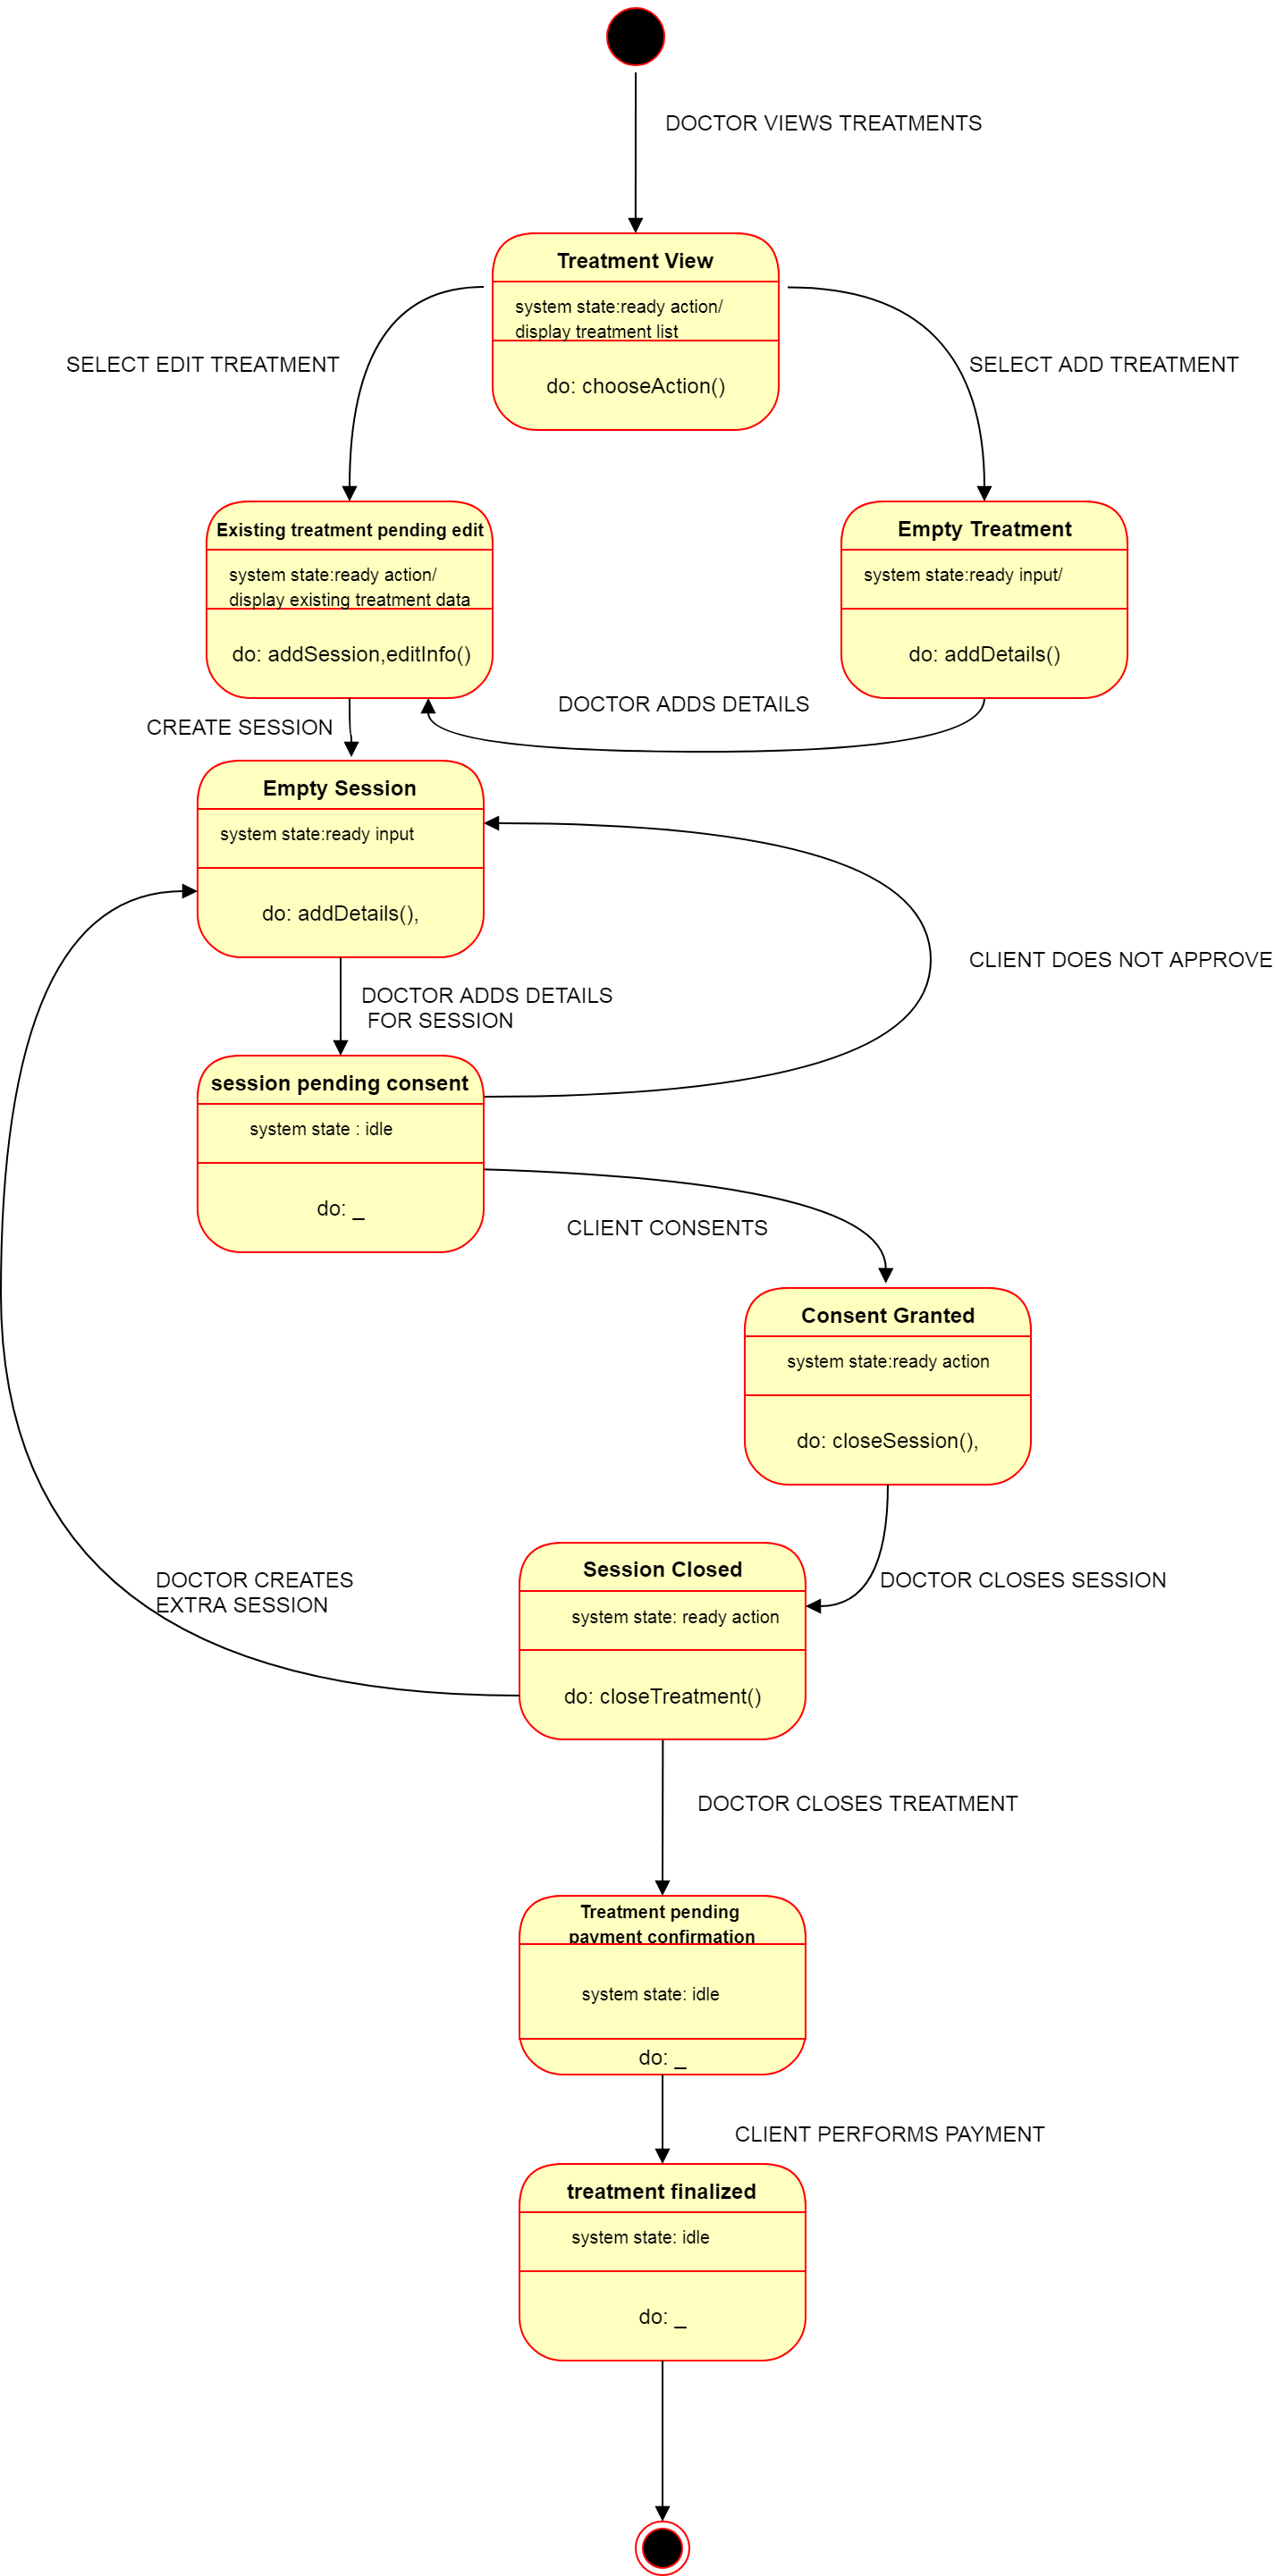 DOCTOR VIEWS TREATMENTS
Treatment View
system state:ready action/
display treatment list
do: chooseAction()
SELECT EDIT TREATMENT
SELECT ADD TREATMENT
Existing treatment pending edit
system state:ready action/
display existing treatment data
do: addSession,editInfo()
Empty Treatment
system state:ready input/
do: addDetails()
DOCTOR ADDS DETAILS
CREATE SESSION
Empty Session
system state:ready input
do: addDetails(),
CLIENT DOES NOT APPROVE
DOCTOR ADDS DETAILS
FOR SESSION
session pending consent
system state : idle
do: _
CLIENT CONSENTS
Consent Granted
system state:ready action
do: closeSession(),
DOCTOR CLOSES SESSION
Session Closed
system state: ready action
do: closeTreatment()
DOCTOR CREATES
EXTRA SESSION
DOCTOR CLOSES TREATMENT
Treatment pending
payment confirmation
system state: idle
do: _
CLIENT PERFORMS PAYMENT
treatment finalized
system state: idle
do: _